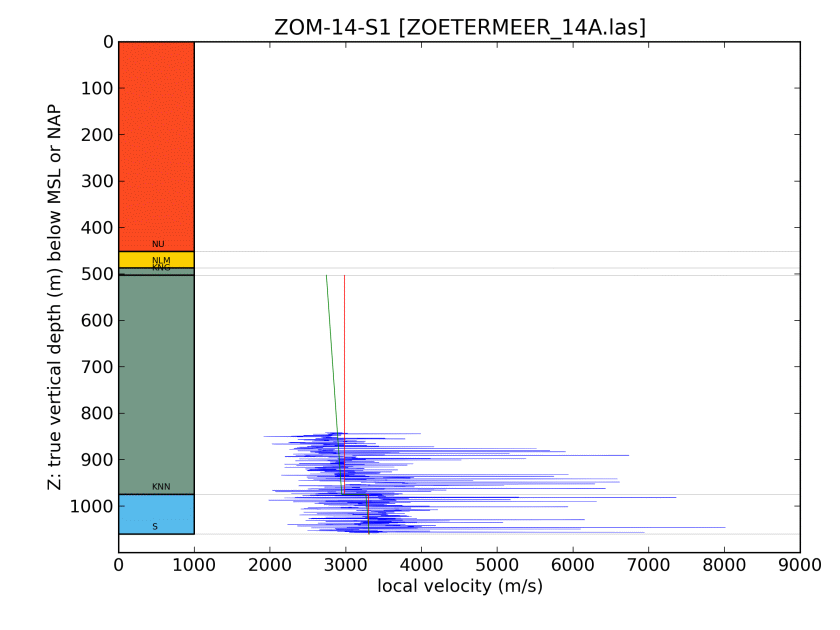 ZOM-14-S1 [ZOETERMEER_14A.las]
Z: true vertical depth (m) below MSL or NAP
0
100
200
300
400
500
600
700
800
900
1000
NU
NLM
KNG
KNN
S
0 1000 2000 3000 4000 5000 6000 7000 8000 9000
local velocity (m/s)